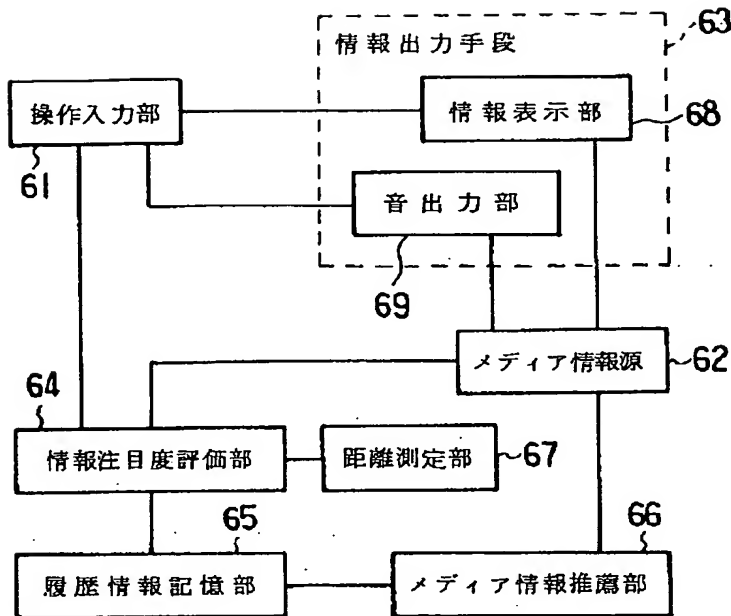 情報出力手段
63
操作入力部
61
情報表示部
68
音出力部
69
メディア情報源
62
64
情報注目度評価部
距離測定部
67
65
履歴情報記憶部
66
メディア情報推薦部